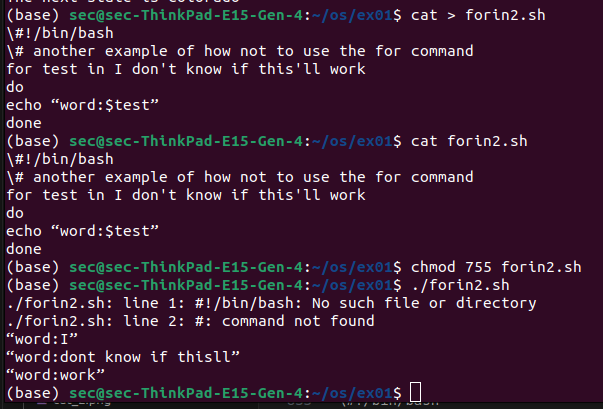 The next state is Colorado
(base) sec@sec-ThinkPad-E15-Gen-4:~/os/ex01$ cat > forin2.sh
\#!/bin/bash
\# another example of how not to use the for command
for test in I don't know if this'll work
do
echo “word:$test”
done
(base) sec@sec-ThinkPad-E15-Gen-4:~/os/ex01$ cat forin2.sh
\#!/bin/bash
\# another example of how not to use the for command
for test in I don't know if this'll work
do
echo “word:$test”
done
(base) sec@sec-ThinkPad-E15-Gen-4:~/os/ex01$ chmod 755 forin2.sh
(base) sec@sec-ThinkPad-E15-Gen-4:~/os/ex01$ ./forin2.sh
./forin2.sh: line 1: #!/bin/bash: No such file or directory
./forin2.sh: line 2: #: command not found
“word:I”
“word:dont know if thisll”
“word:work”
(base) sec@sec-ThinkPad-E15-Gen-4:~/os/ex01$